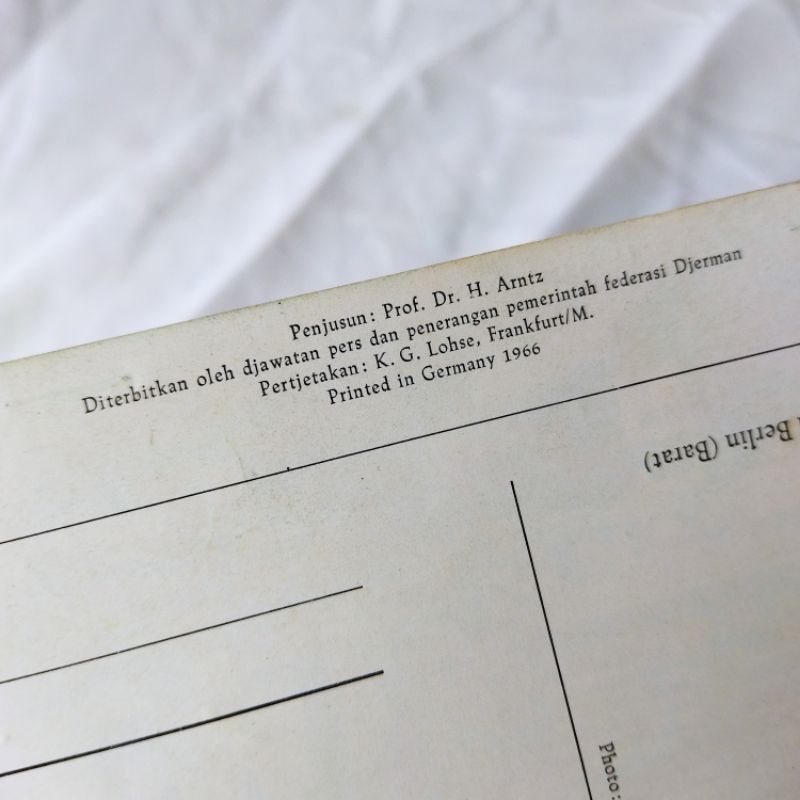 Penjusun: Prof. Dr. H. Arntz
Diterbitkan oleh djawatan pers dan penerangan pemerintah federasi Djerman
Pertjetakan: K. G. Lohse, Frankfurt/M.
Printed in Germany 1966
Berlin (Barat)
Photo: